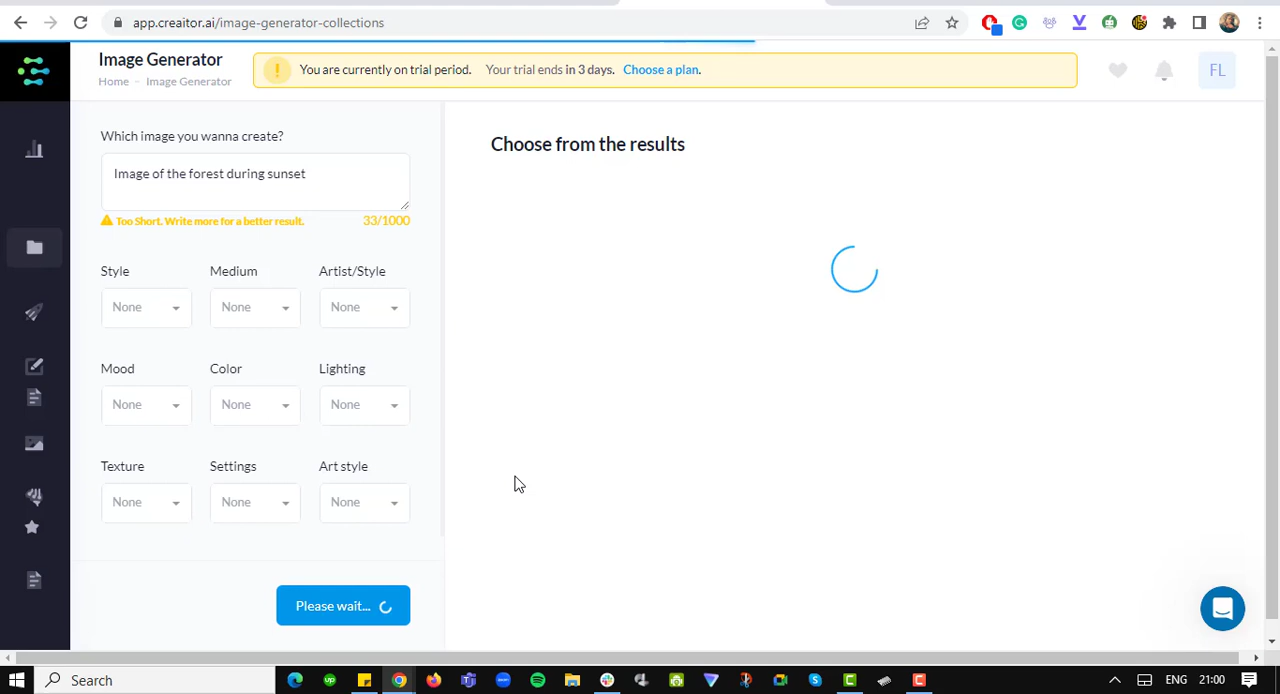 app.creaitor.ai/image-generator-collections
Image Generator
Home – Image Generator
! You are currently on trial period. Your trial ends in 3 days. Choose a plan.
FL
Which image you wanna create?
Image of the forest during sunset
Too Short. Write more for a better result. 33/1000
Style Medium Artist/Style
None None None
Mood Color Lighting
None None None
Texture Settings Art style
None None None
Please wait...
Choose from the results
Search
ENG 21:00